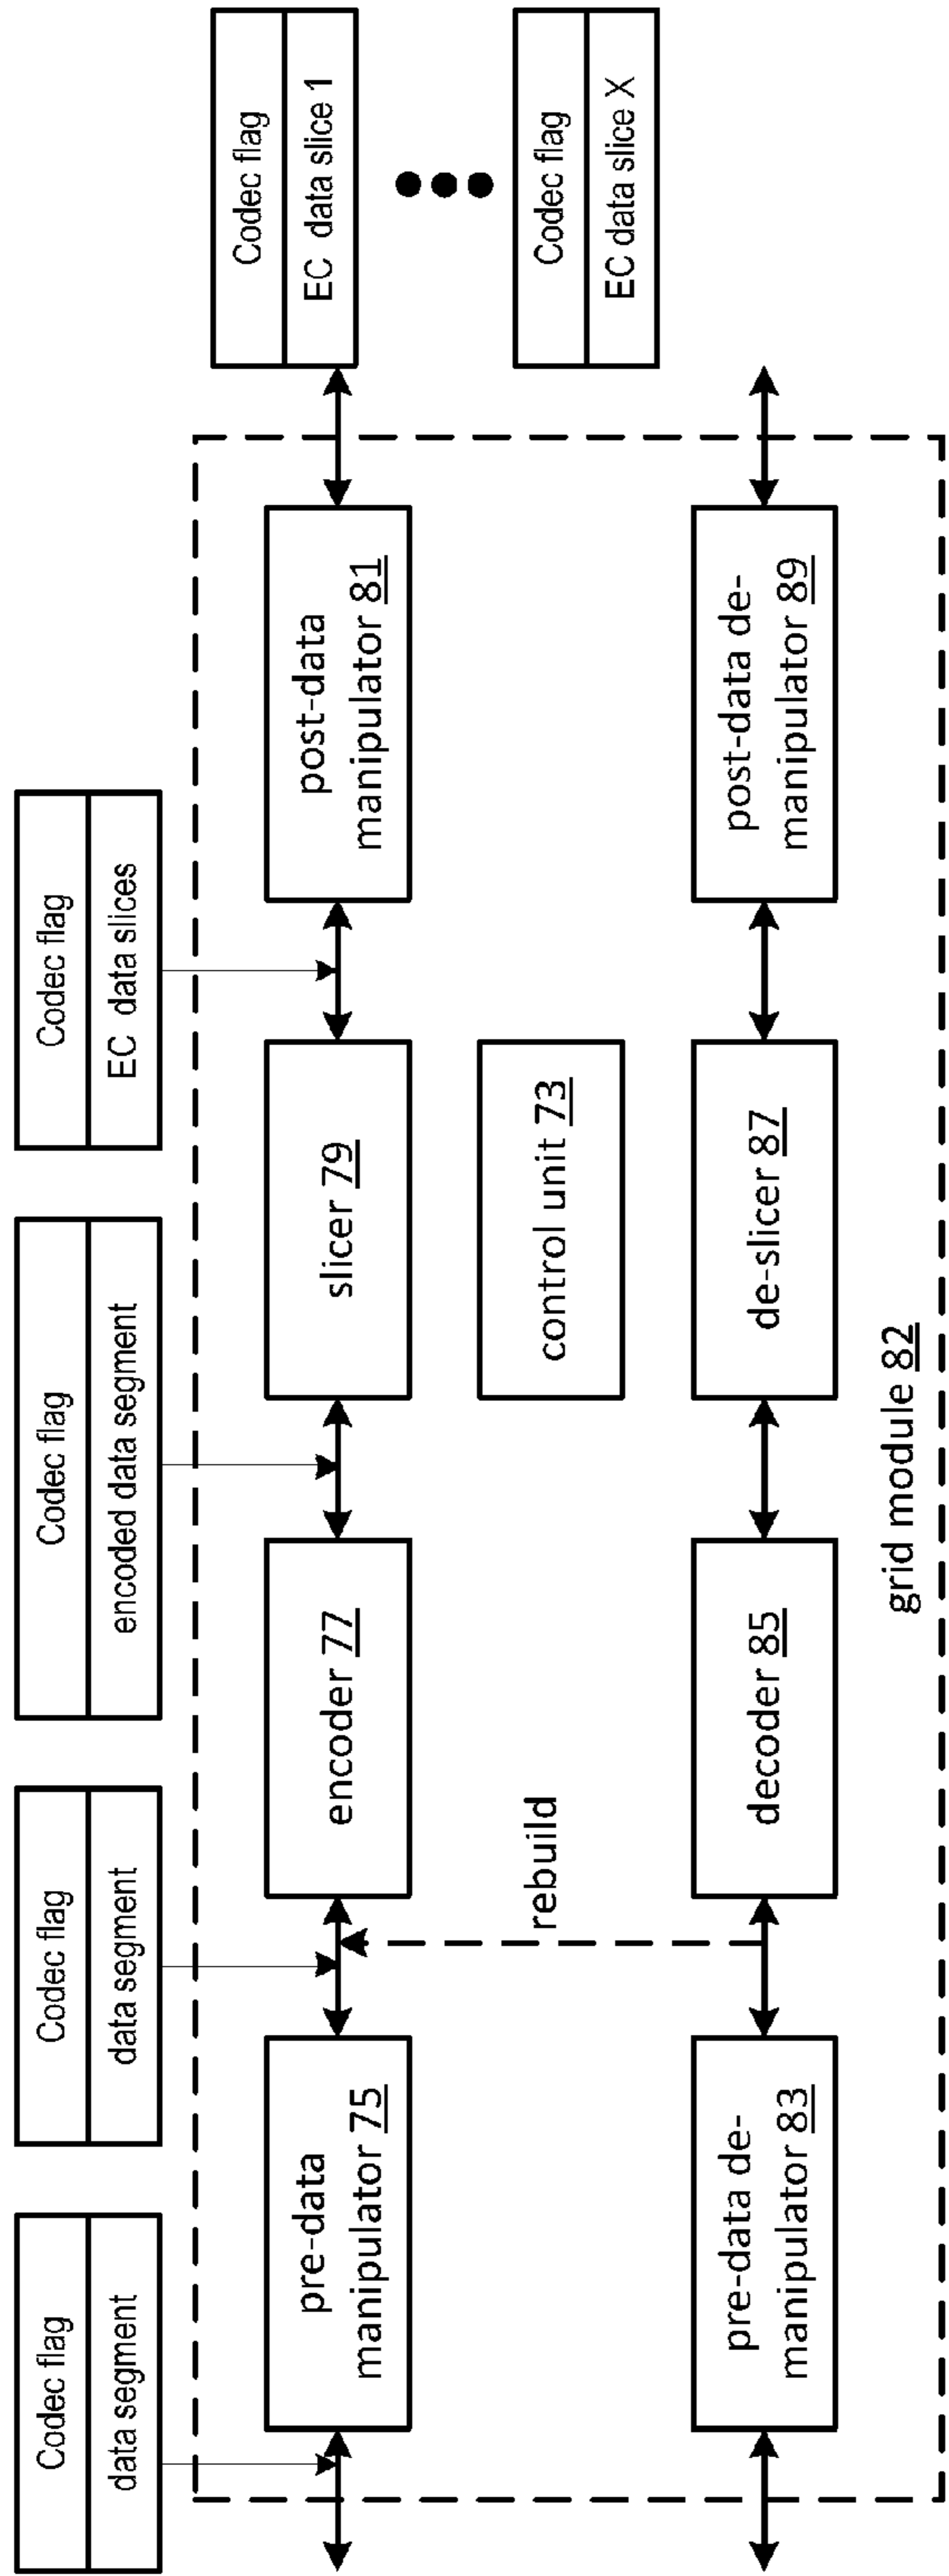 Codec flag
data segment
Codec flag
data segment
Codec flag
encoded data segment
Codec flag
EC data slices
Codec flag
EC data slice 1
Codec flag
EC data slice X
pre-data
manipulator 75
encoder 77
slicer 79
post-data
manipulator 81
rebuild
control unit 73
pre-data de-
manipulator 83
decoder 85
de-slicer 87
post-data de-
manipulator 89
grid module 82